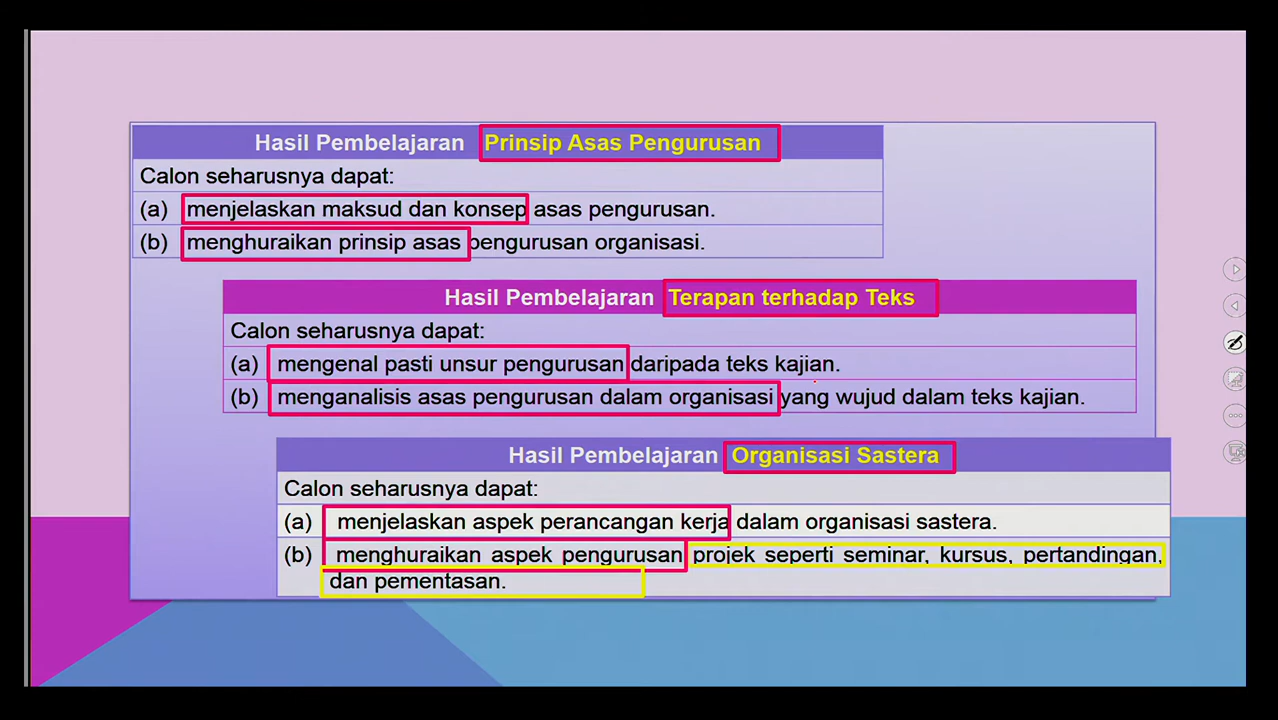 Hasil Pembelajaran Prinsip Asas Pengurusan
Calon seharusnya dapat:
(a) menjelaskan maksud dan konsep asas pengurusan.
(b) menghuraikan prinsip asas pengurusan organisasi.
Hasil Pembelajaran Terapan terhadap Teks
Calon seharusnya dapat:
(a) mengenal pasti unsur pengurusan daripada teks kajian.
(b) menganalisis asas pengurusan dalam organisasi yang wujud dalam teks kajian.
Hasil Pembelajaran Organisasi Sastera
Calon seharusnya dapat:
(a) menjelaskan aspek perancangan kerja dalam organisasi sastera.
(b) menghuraikan aspek pengurusan projek seperti seminar, kursus, pertandingan,
dan pementasan.